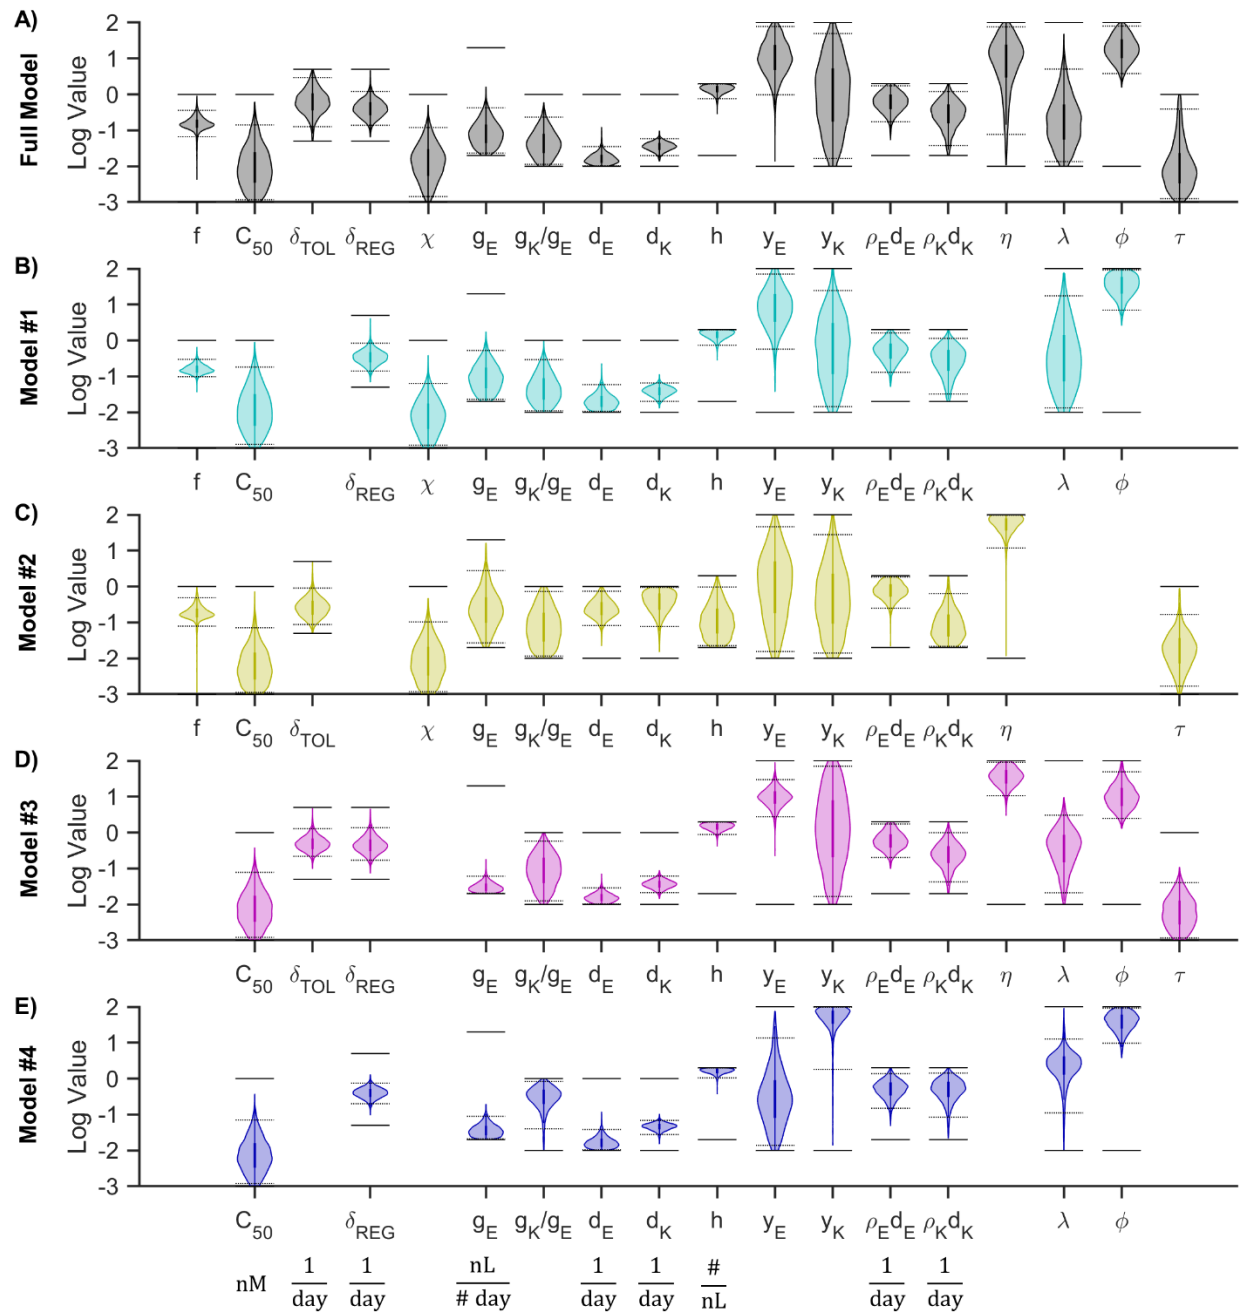 A)
Full Model
Log Value
2
1
0
-1
-2
-3
f C50 δTOL δREG χ gE gK/gE dE dK h yE yK ρEdE ρKdK η λ ϕ τ
B)
Model #1
Log Value
2
1
0
-1
-2
-3
f C50 δREG χ gE gK/gE dE dK h yE yK ρEdE ρKdK λ ϕ
C)
Model #2
Log Value
2
1
0
-1
-2
-3
f C50 δTOL χ gE gK/gE dE dK h yE yK ρEdE ρKdK η τ
D)
Model #3
Log Value
2
1
0
-1
-2
-3
C50 δTOL δREG gE gK/gE dE dK h yE yK ρEdE ρKdK η λ ϕ τ
E)
Model #4
Log Value
2
1
0
-1
-2
-3
C50 δREG gE gK/gE dE dK h yE yK ρEdE ρKdK λ ϕ
nM 1/day 1/day nL/# day 1/day 1/day #/nL 1/day 1/day